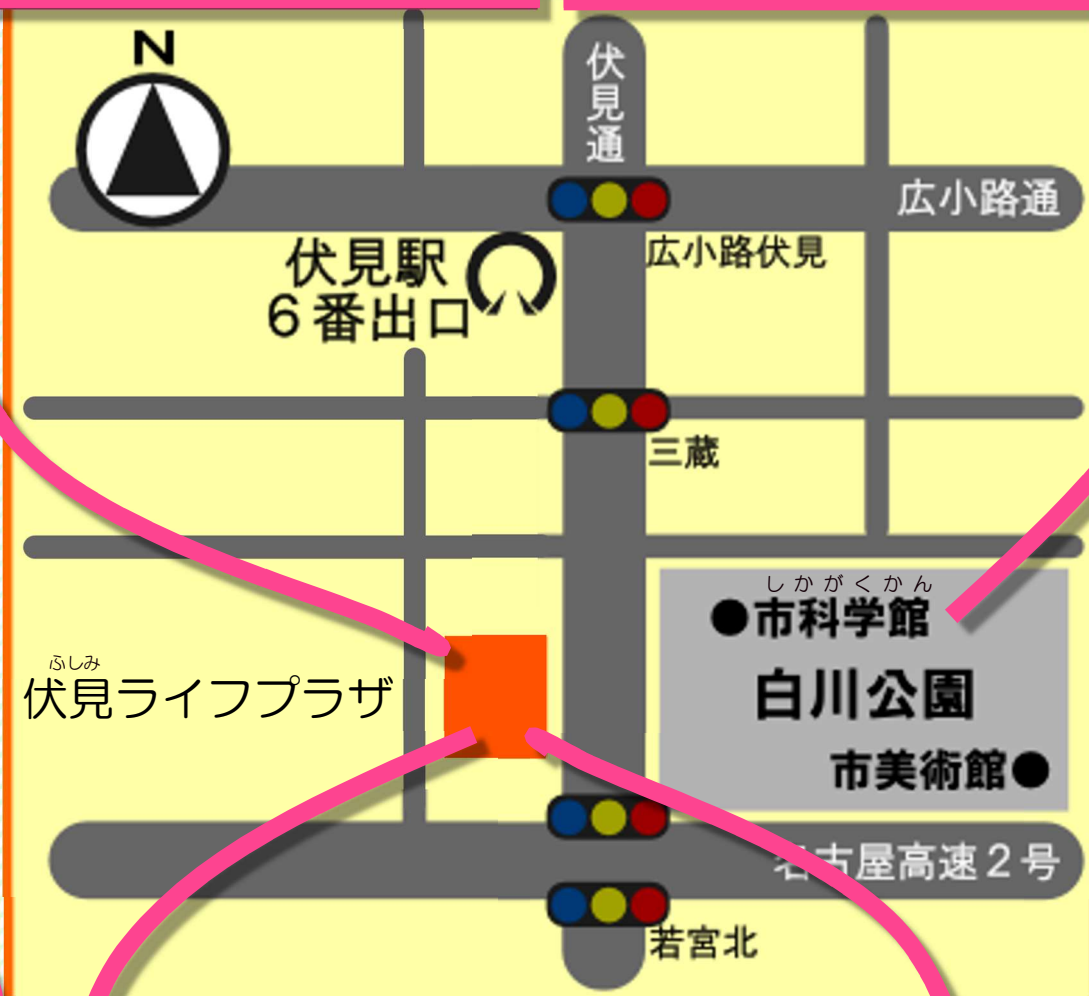 N
伏見通
広小路通
広小路伏見
伏見駅
6番出口
三蔵
しかがくかん
●市科学館
白川公園
市美術館●
ふしみ
伏見ライフプラザ
名古屋高速2号
若宮北